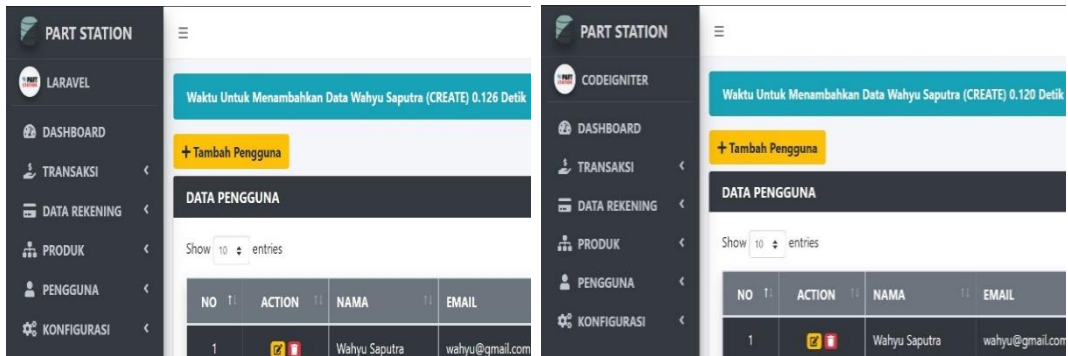 PART STATION
LARAVEL
DASHBOARD
TRANSAKSI
DATA REKENING
PRODUK
PENGGUNA
KONFIGURASI
Waktu Untuk Menambahkan Data Wahyu Saputra (CREATE) 0.126 Detik
+ Tambah Pengguna
DATA PENGGUNA
Show 10 entries
NO ACTION NAMA EMAIL
1 Wahyu Saputra wahyu@gmail.com
PART STATION
CODEIGNITER
DASHBOARD
TRANSAKSI
DATA REKENING
PRODUK
PENGGUNA
KONFIGURASI
Waktu Untuk Menambahkan Data Wahyu Saputra (CREATE) 0.120 Detik
+ Tambah Pengguna
DATA PENGGUNA
Show 10 entries
NO ACTION NAMA EMAIL
1 Wahyu Saputra wahyu@gmail.com